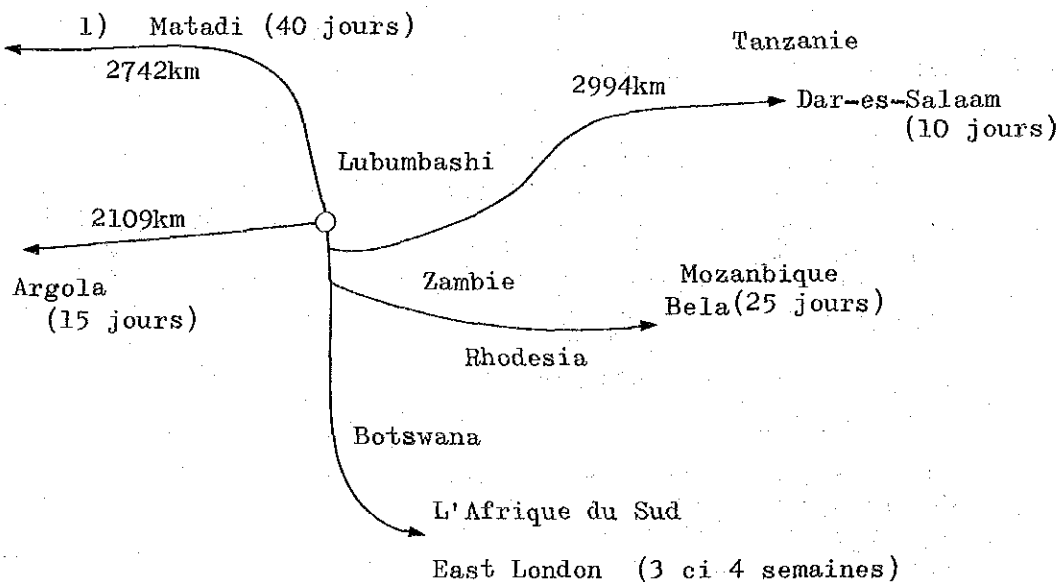 1) Matadi (40 jours)
2742km
Tanzanie
2994km
Dar-es-Salaam
(10 jours)
Lubumbashi
2109km
Argola
(15 jours)
Zambie
Mozanbique
Bela(25 jours)
Rhodesia
Botswana
L'Afrique du Sud
East London (3 ci 4 semaines)